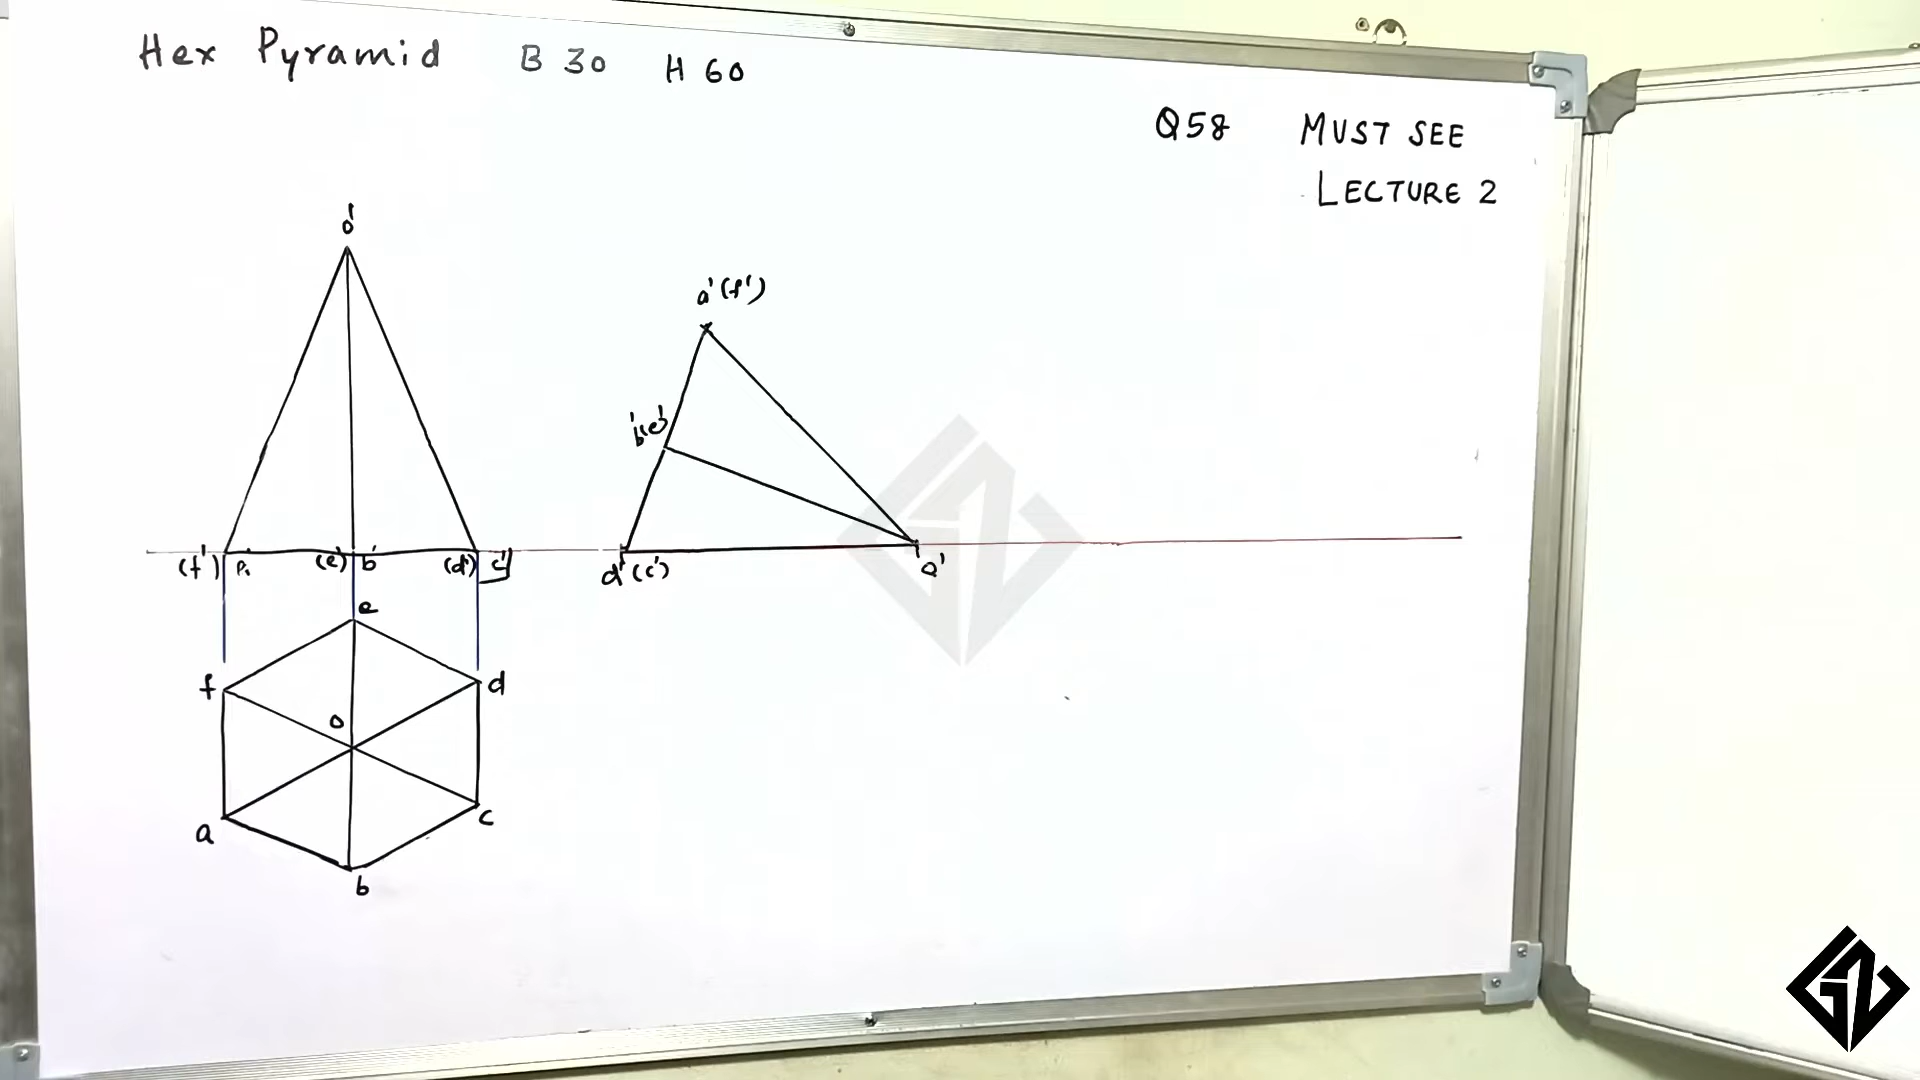 Hex Pyramid B 30 H 60
Q58 MUST SEE
LECTURE 2
o'
a'(f')
b'(e')
(f') (e') b' (d') c'
d'(c') o'
e
f d
o
a c
b